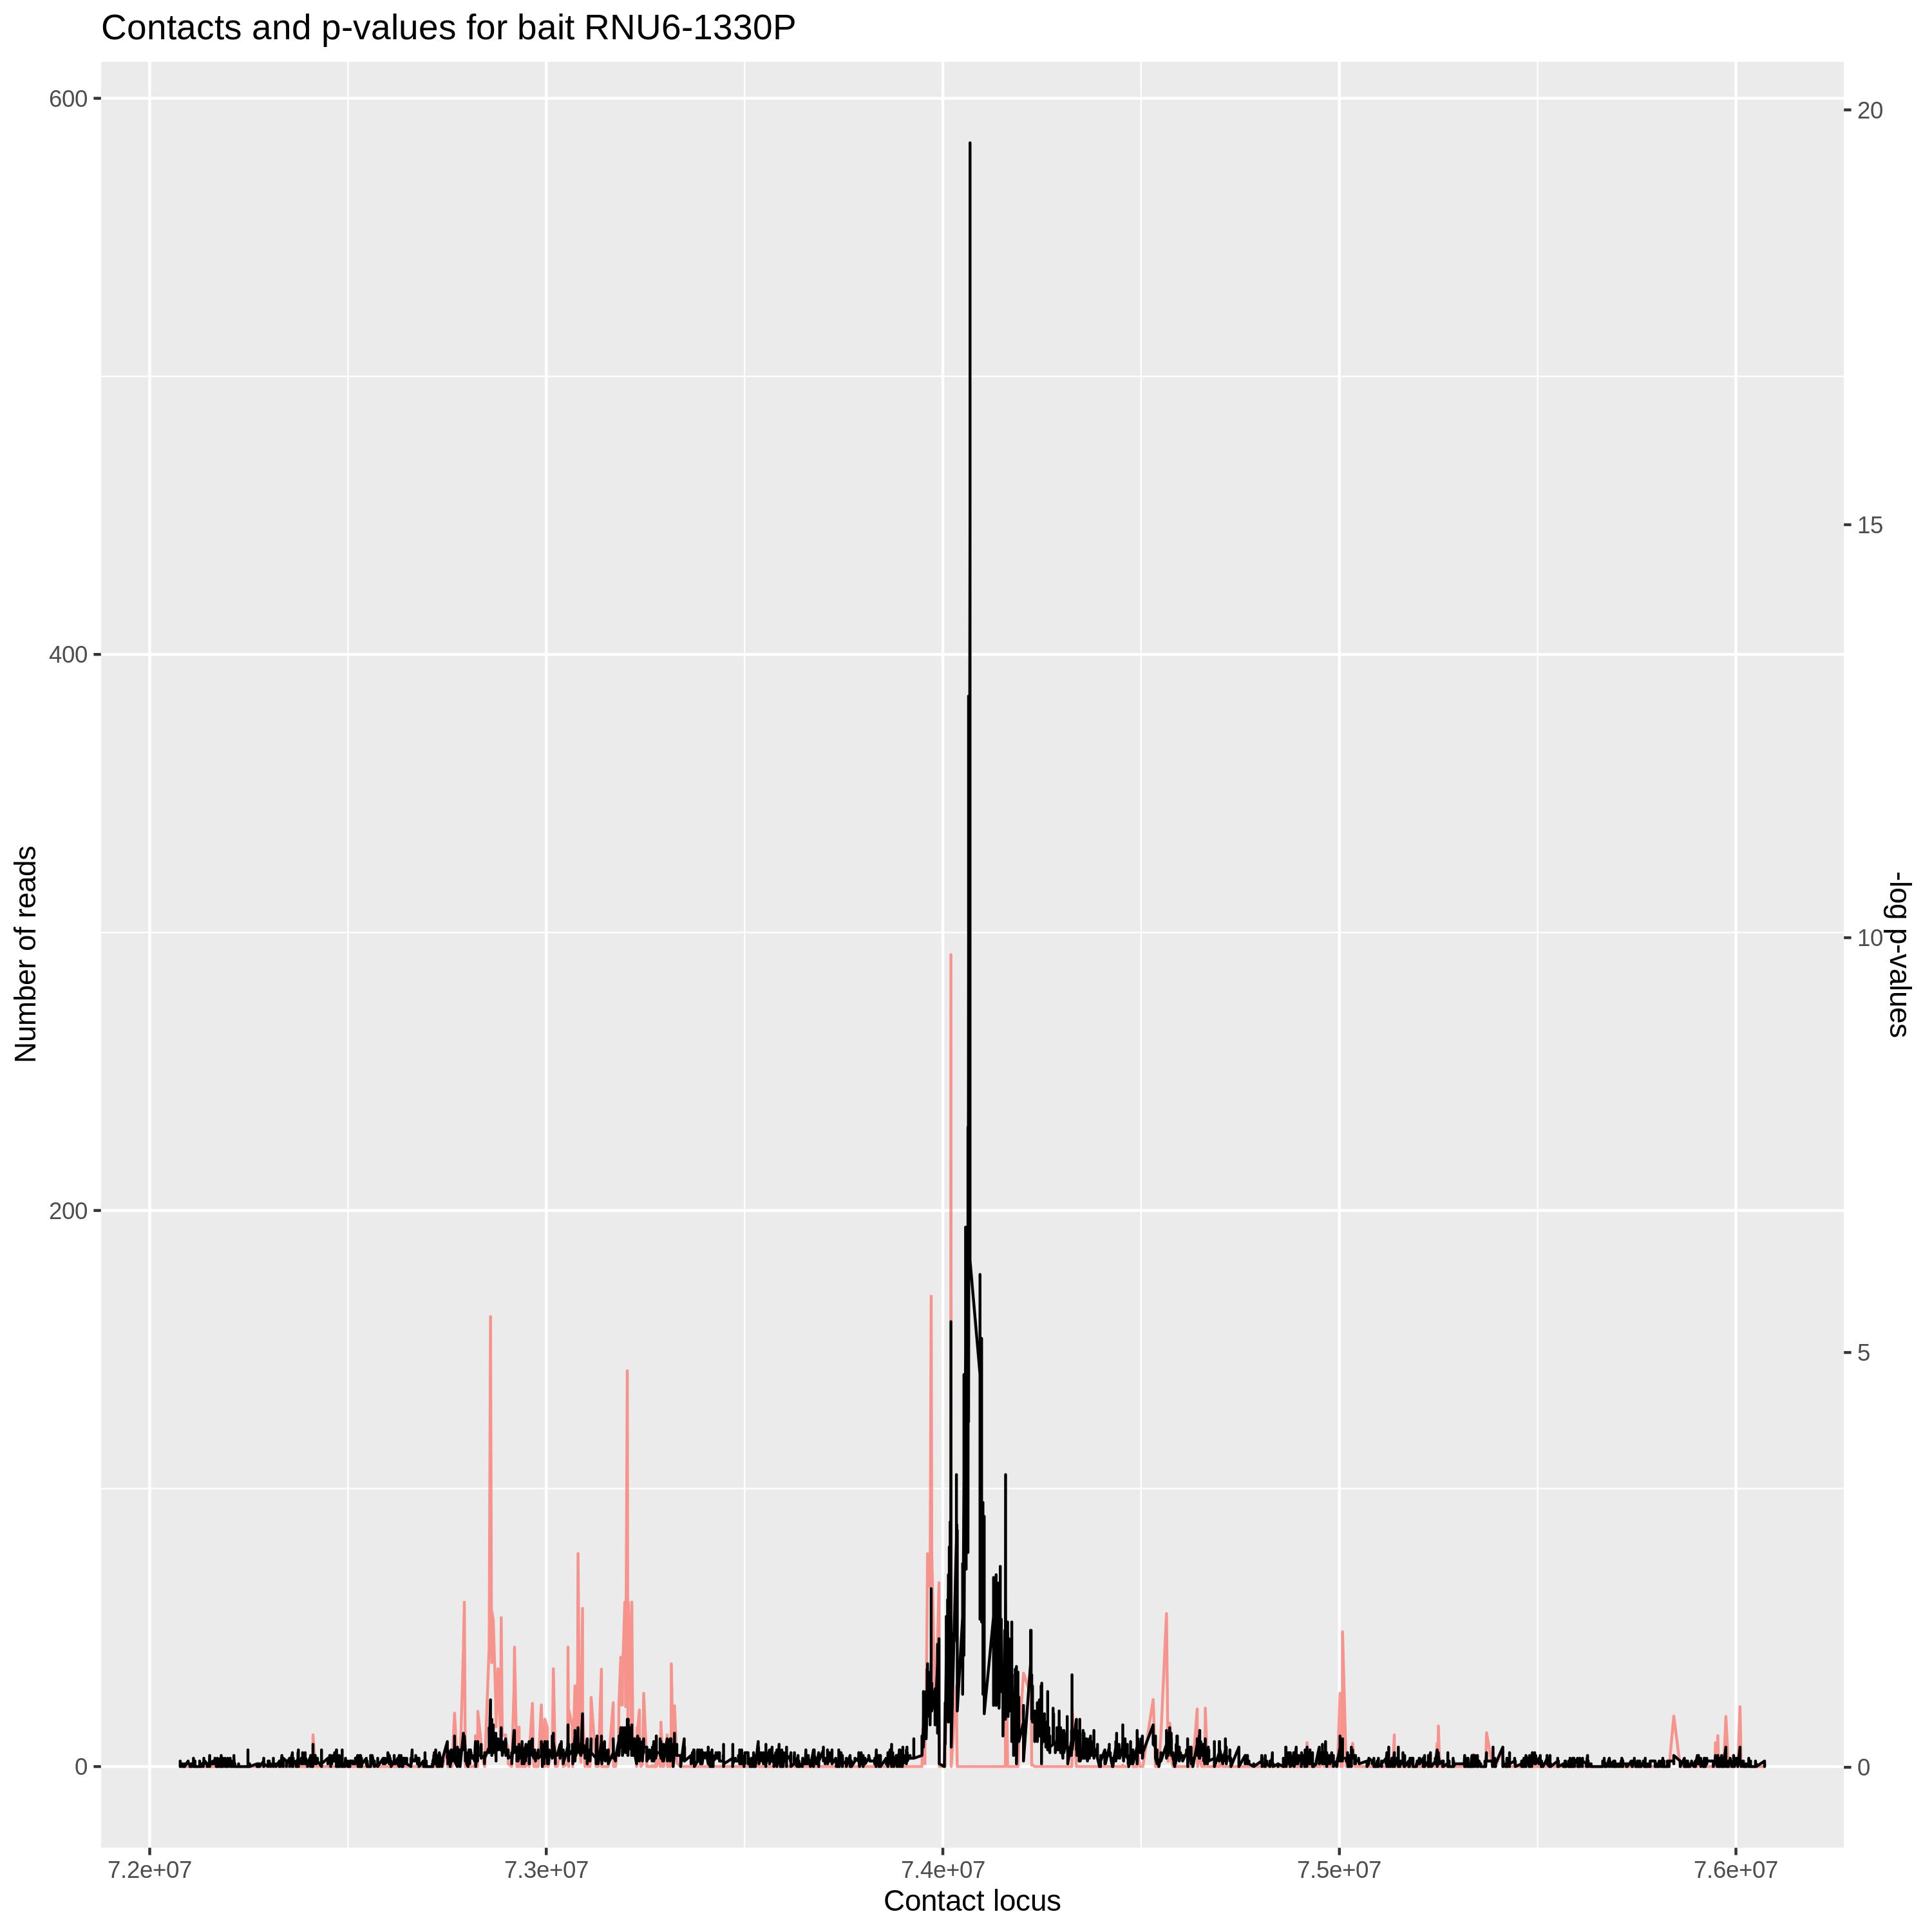 Contacts and p-values for bait RNU6-1330P
600
400
200
0
Number of reads
20
15
10
5
0
-log p-values
7.2e+07 7.3e+07 7.4e+07 7.5e+07 7.6e+07
Contact locus